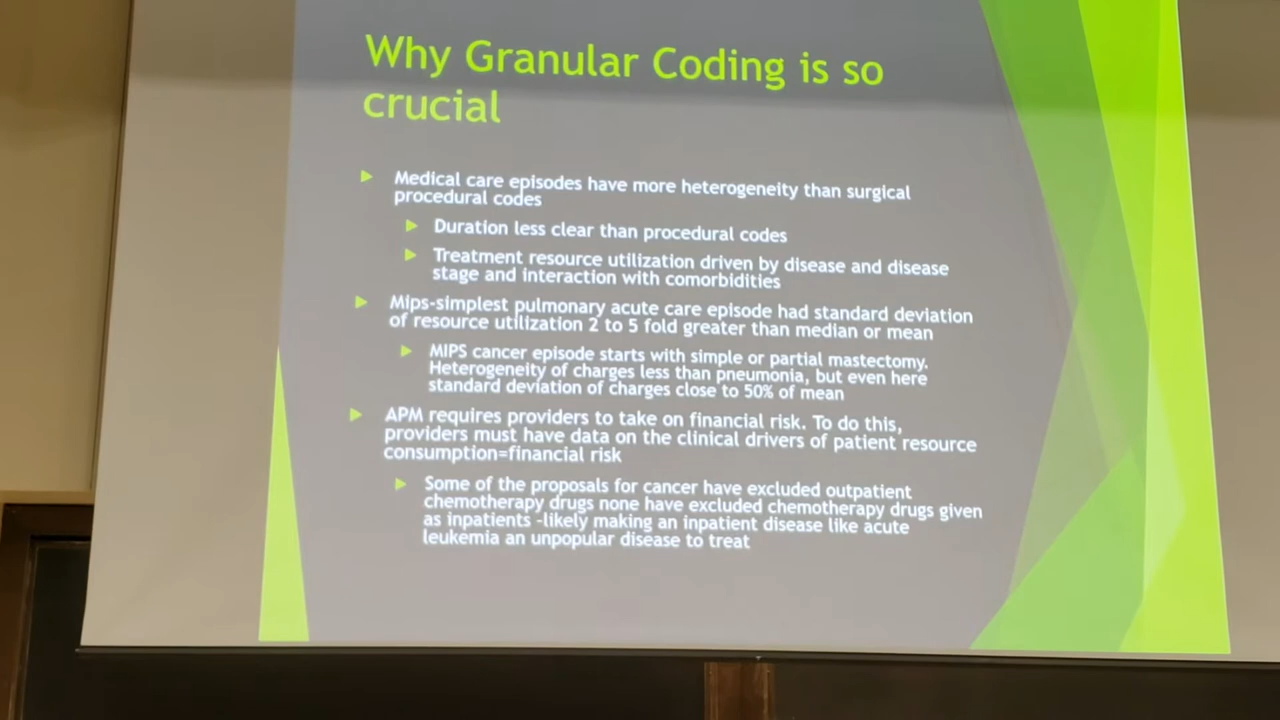 Why Granular Coding is so
crucial
Medical care episodes have more heterogeneity than surgical
procedural codes
Duration less clear than procedural codes
Treatment resource utilization driven by disease and disease
stage and interaction with comorbidities
Mips-simplest pulmonary acute care episode had standard deviation
of resource utilization 2 to 5 fold greater than median or mean
MIPS cancer episode starts with simple or partial mastectomy.
Heterogeneity of charges less than pneumonia, but even here
standard deviation of charges close to 50% of mean
APM requires providers to take on financial risk. To do this,
providers must have data on the clinical drivers of patient resource
consumption=financial risk
Some of the proposals for cancer have excluded outpatient
chemotherapy drugs none have excluded chemotherapy drugs given
as inpatients -likely making an inpatient disease like acute
leukemia an unpopular disease to treat